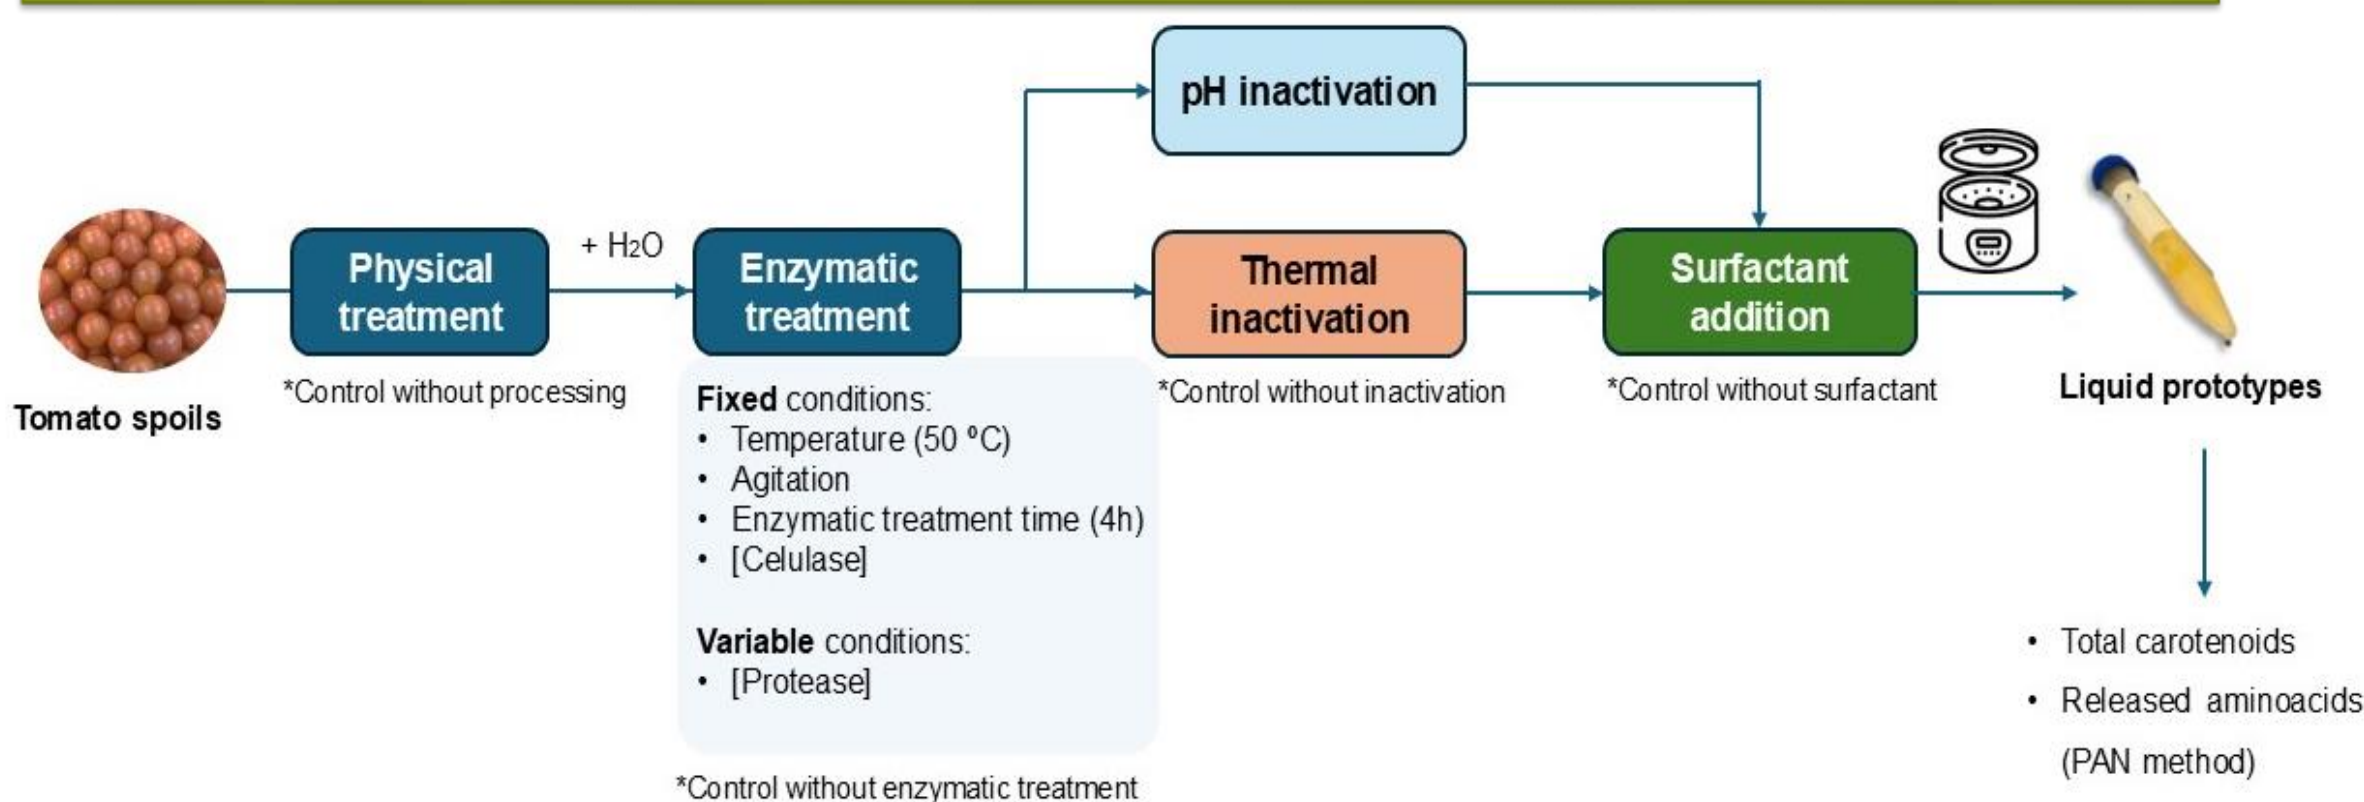 Tomato spoils
Physical
treatment
*Control without processing
+ H₂O
Enzymatic
treatment
Fixed conditions:
• Temperature (50 ºC)
• Agitation
• Enzymatic treatment time (4h)
• [Celulase]
Variable conditions:
• [Protease]
*Control without enzymatic treatment
pH inactivation
Thermal
inactivation
*Control without inactivation
Surfactant
addition
*Control without surfactant
Liquid prototypes
• Total carotenoids
• Released aminoacids
(PAN method)